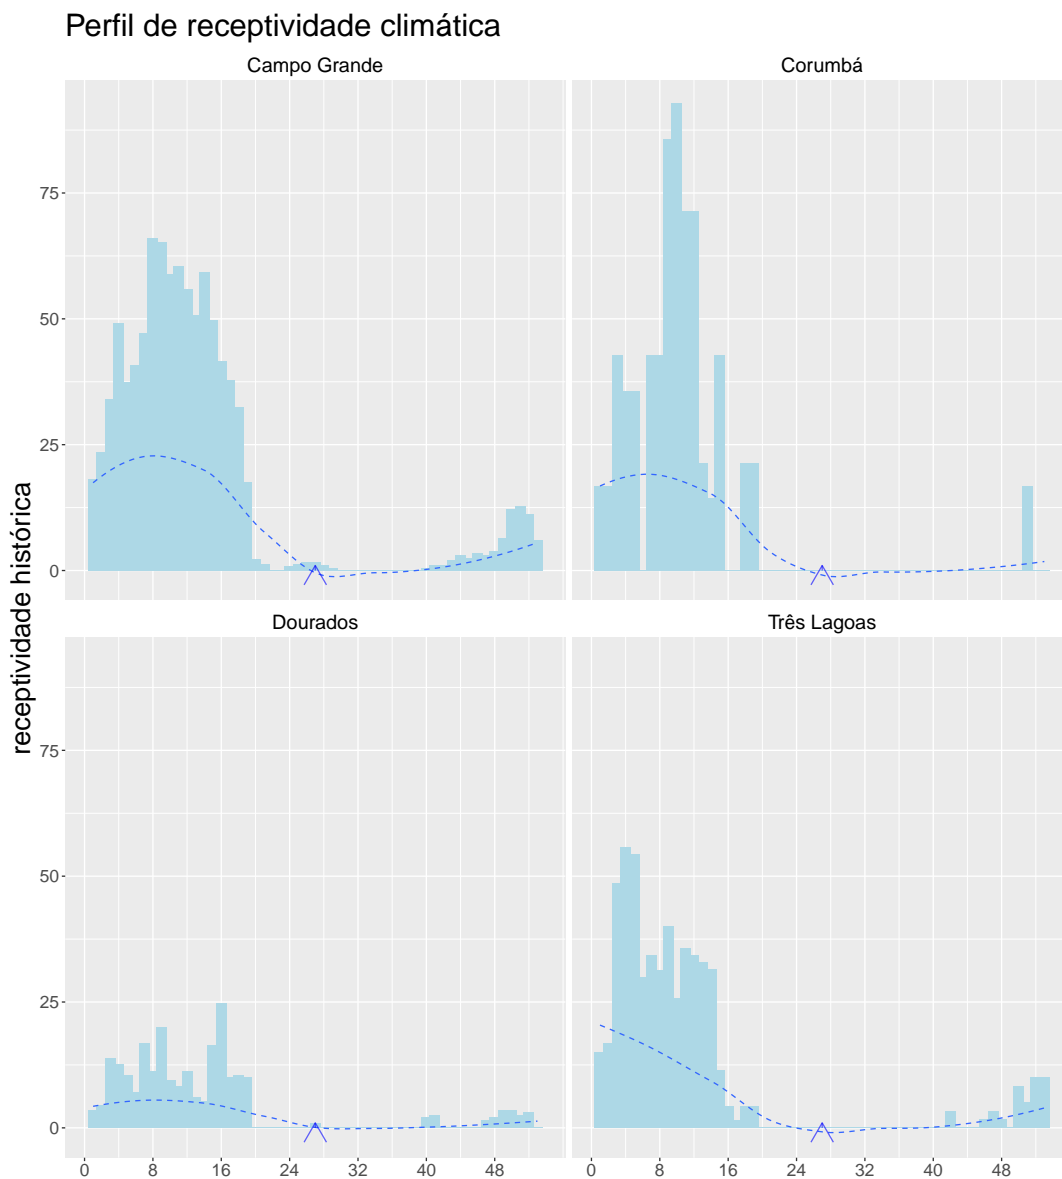 Perfil de receptividade climática
Campo Grande
Corumbá
75
50
25
0
Dourados
Três Lagoas
receptividade histórica
75
50
25
0
0 8 16 24 32 40 48
0 8 16 24 32 40 48